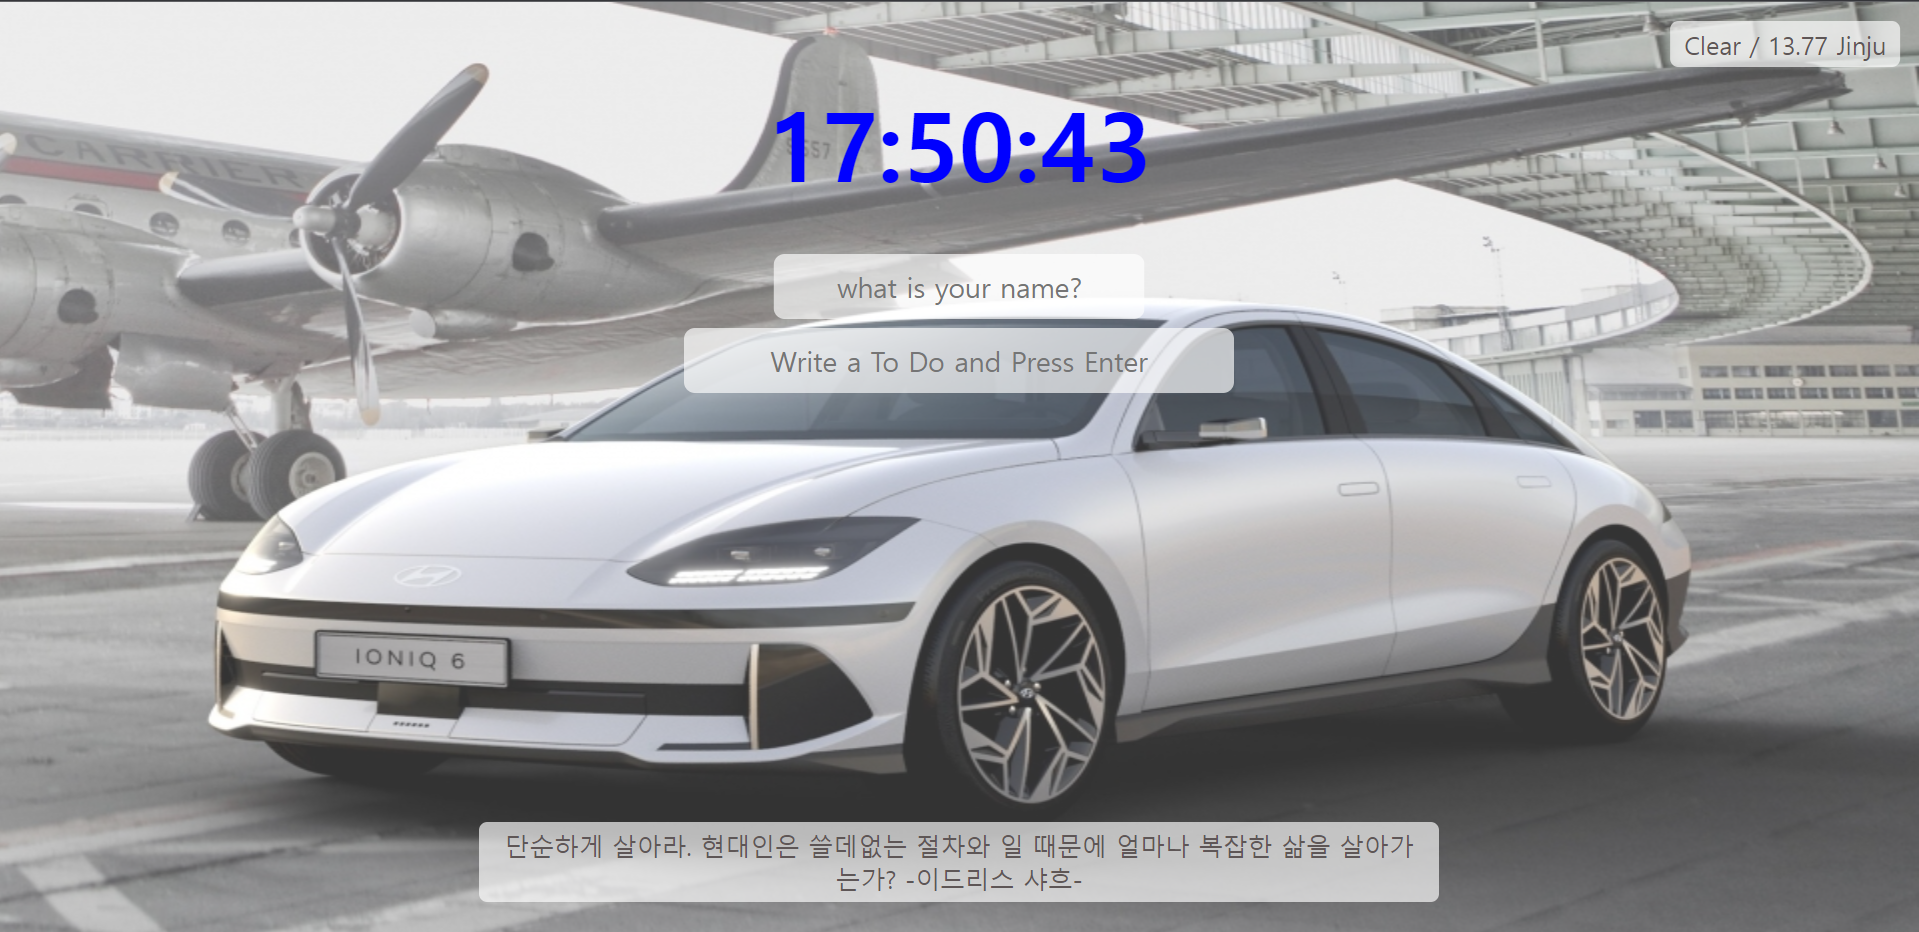 Clear / 13.77 Jinju
CARRIER
17:50:43
what is your name?
Write a To Do and Press Enter
IONIQ 6
단순하게 살아라. 현대인은 쓸데없는 절차와 일 때문에 얼마나 복잡한 삶을 살아가
는가? -이드리스 샤흐-